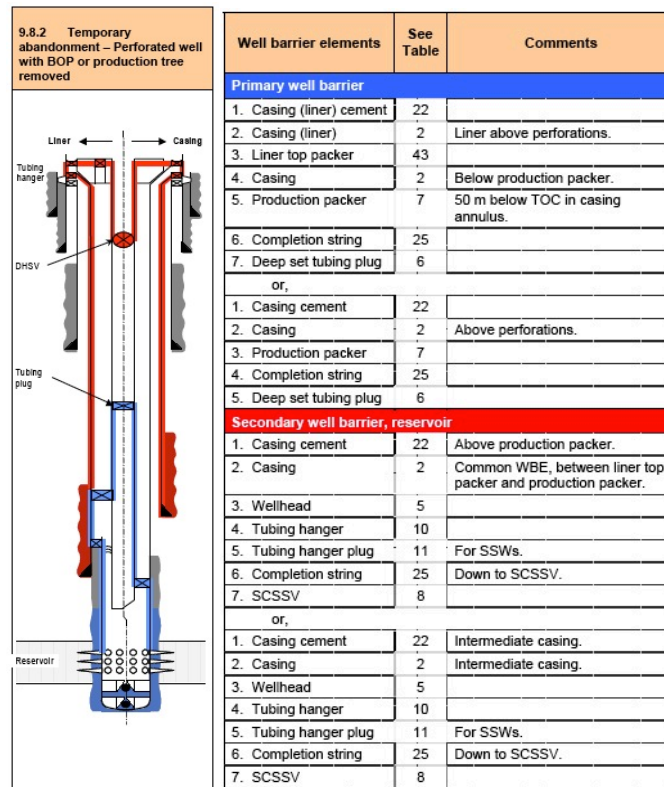 9.8.2 Temporary
abandonment – Perforated well
with BOP or production tree
removed
Liner
Casing
Tubing
hanger
DHSV
Tubing
plug
Reservoir
Well barrier elements See Table Comments
Primary well barrier
1. Casing (liner) cement 22
2. Casing (liner) 2 Liner above perforations.
3. Liner top packer 43
4. Casing 2 Below production packer.
5. Production packer 7 50 m below TOC in casing
annulus.
6. Completion string 25
7. Deep set tubing plug 6
or,
1. Casing cement 22
2. Casing 2 Above perforations.
3. Production packer 7
4. Completion string 25
5. Deep set tubing plug 6
Secondary well barrier, reservoir
1. Casing cement 22 Above production packer.
2. Casing 2 Common WBE, between liner top
packer and production packer.
3. Wellhead 5
4. Tubing hanger 10
5. Tubing hanger plug 11 For SSWs.
6. Completion string 25 Down to SCSSV.
7. SCSSV 8
or,
1. Casing cement 22 Intermediate casing.
2. Casing 2 Intermediate casing.
3. Wellhead 5
4. Tubing hanger 10
5. Tubing hanger plug 11 For SSWs.
6. Completion string 25 Down to SCSSV.
7. SCSSV 8